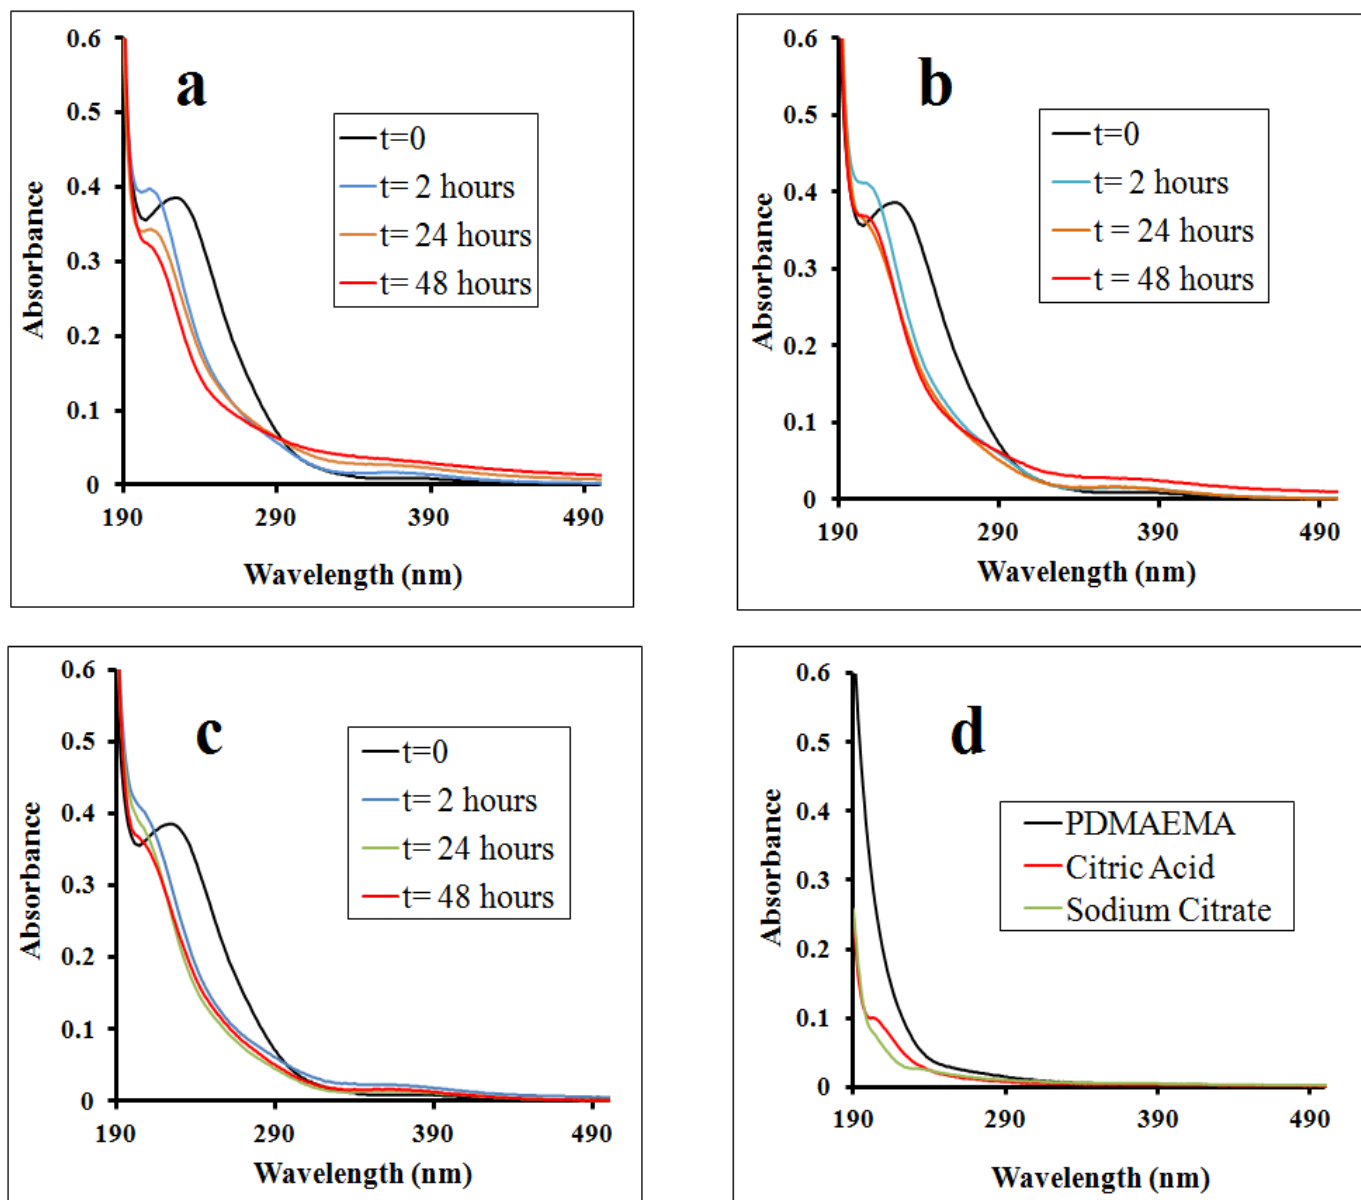 a
0.6
0.5
0.4
0.3
0.2
0.1
0
Absorbance
t=0
t= 2 hours
t= 24 hours
t= 48 hours
190 290 390 490
Wavelength (nm)
b
0.6
0.5
0.4
0.3
0.2
0.1
0
Absorbance
t=0
t= 2 hours
t = 24 hours
t = 48 hours
190 290 390 490
Wavelength (nm)
c
0.6
0.5
0.4
0.3
0.2
0.1
0
Absorbance
t=0
t= 2 hours
t= 24 hours
t= 48 hours
190 290 390 490
Wavelength (nm)
d
0.6
0.5
0.4
0.3
0.2
0.1
0
Absorbance
PDMAEMA
Citric Acid
Sodium Citrate
190 290 390 490
Wavelength (nm)